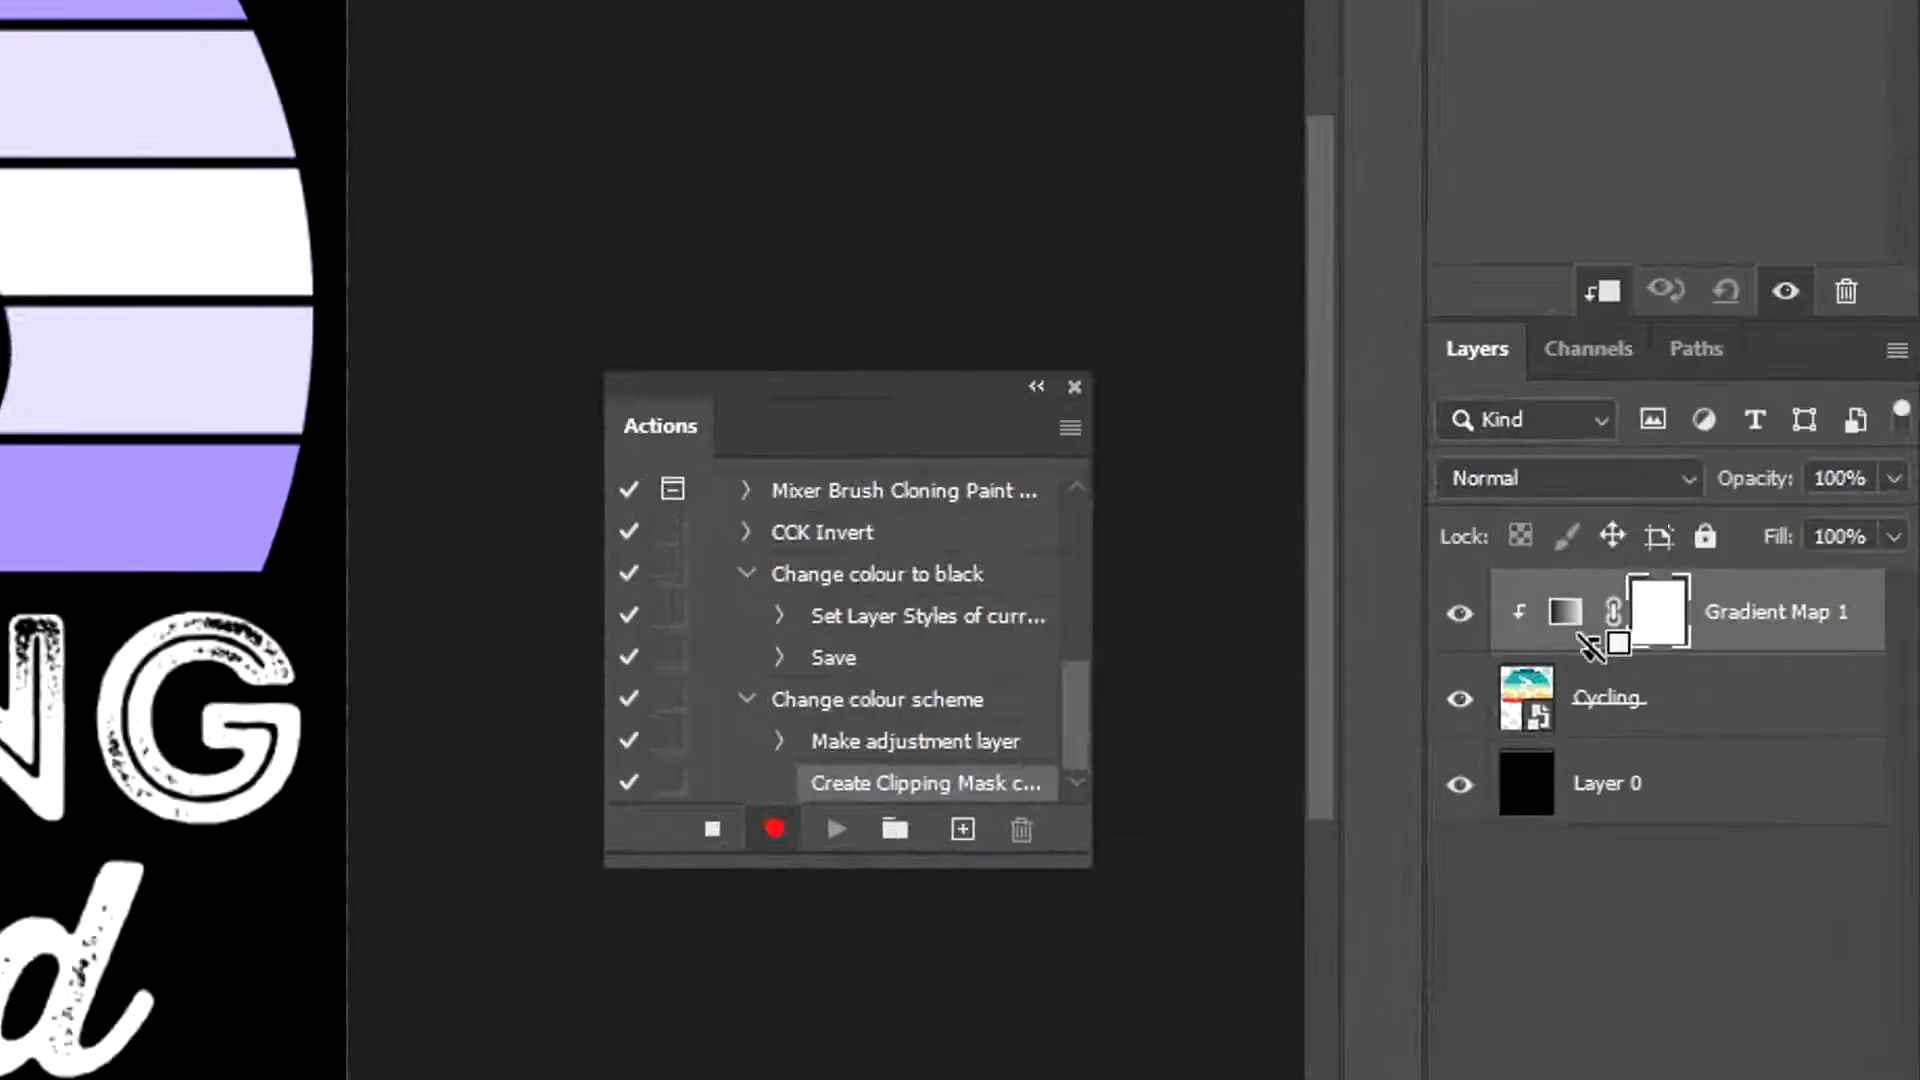 NG
d
Actions
Mixer Brush Cloning Paint ...
CCK Invert
Change colour to black
Set Layer Styles of curr...
Save
Change colour scheme
Make adjustment layer
Create Clipping Mask c...
Layers
Channels
Paths
Kind
Normal
Opacity: 100%
Lock:
Fill: 100%
Gradient Map 1
Cycling
Layer 0